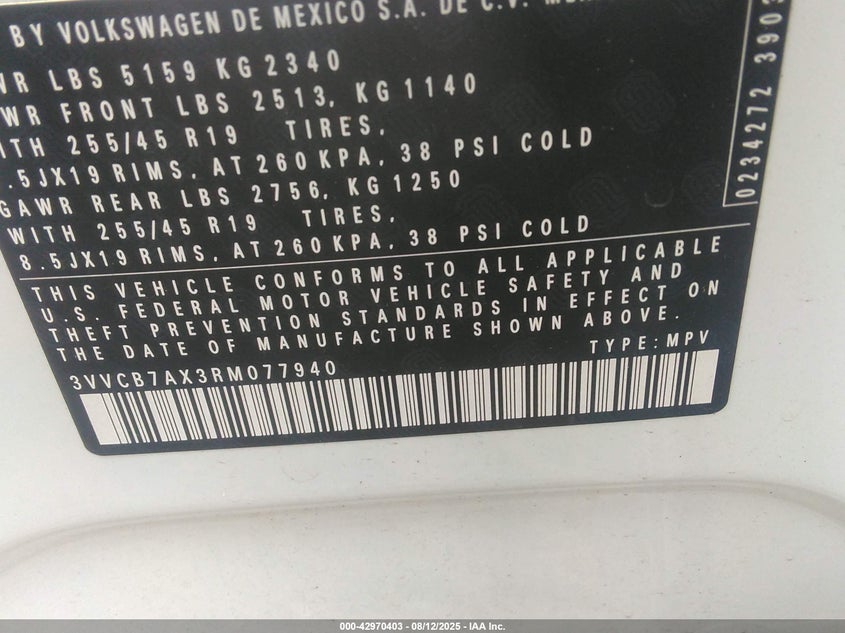 BY VOLKSWAGEN DE MEXICO S.A. DE C.V.
VR LBS 5159 KG 2340
AWR FRONT LBS 2513, KG 1140
ITH 255/45 R19 TIRES,
.5JX19 RIMS, AT 260 KPA, 38 PSI COLD
GAWR REAR LBS 2756, KG 1250
WITH 255/45 R19 TIRES,
8.5JX19 RIMS, AT 260 KPA, 38 PSI COLD
THIS VEHICLE CONFORMS TO ALL APPLICABLE
U.S. FEDERAL MOTOR VEHICLE SAFETY AND
THEFT PREVENTION STANDARDS IN EFFECT ON
THE DATE OF MANUFACTURE SHOWN ABOVE.
3VVCB7AX3RM077940 TYPE: MPV
0234272 3903
000-42970403 - 08/12/2025 - IAA Inc.